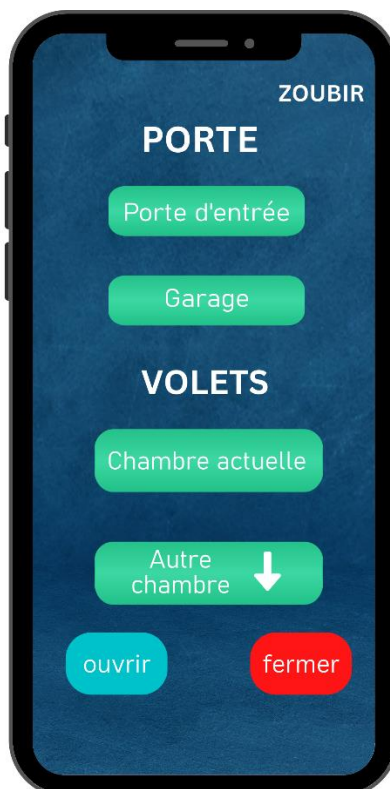 ZOUBIR
PORTE
Porte d'entrée
Garage
VOLETS
Chambre actuelle
Autre
chambre
ouvrir
fermer